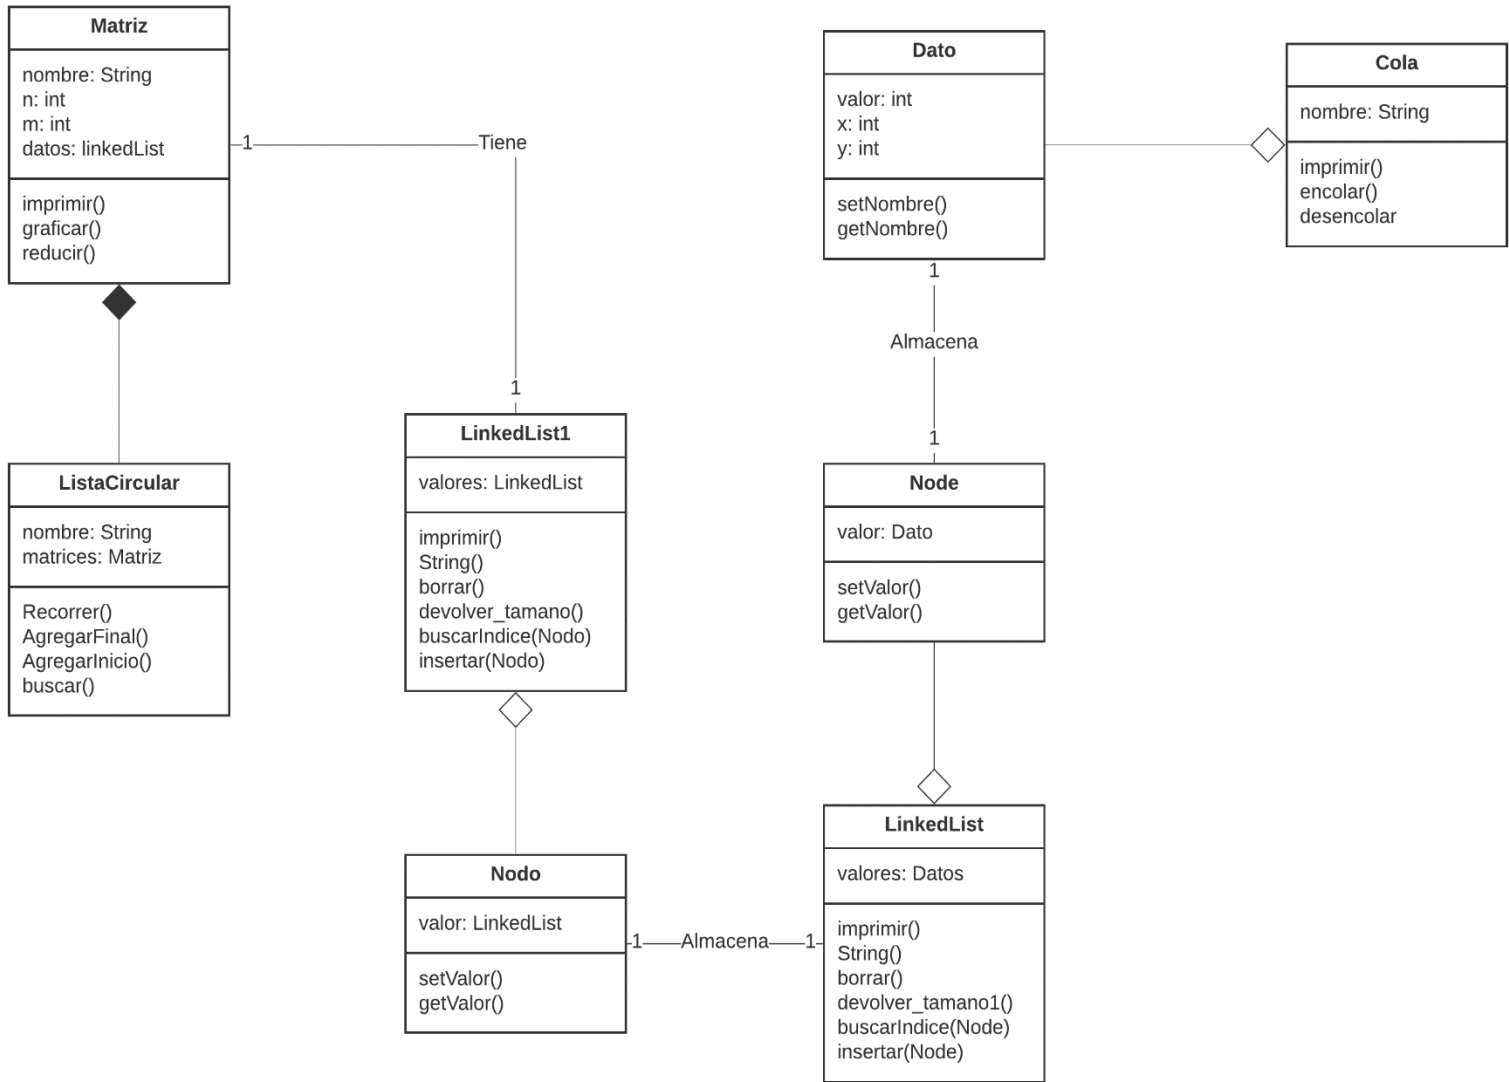 Matriz
nombre: String
n: int
m: int
datos: linkedList
imprimir()
graficar()
reducir()
1
Tiene
1
Dato
valor: int
x: int
y: int
setNombre()
getNombre()
Cola
nombre: String
imprimir()
encolar()
desencolar
1
Almacena
1
ListaCircular
nombre: String
matrices: Matriz
Recorrer()
AgregarFinal()
AgregarInicio()
buscar()
LinkedList1
valores: LinkedList
imprimir()
String()
borrar()
devolver_tamano()
buscarIndice(Nodo)
insertar(Nodo)
Node
valor: Dato
setValor()
getValor()
Nodo
valor: LinkedList
setValor()
getValor()
1
Almacena
1
LinkedList
valores: Datos
imprimir()
String()
borrar()
devolver_tamano1()
buscarIndice(Node)
insertar(Node)